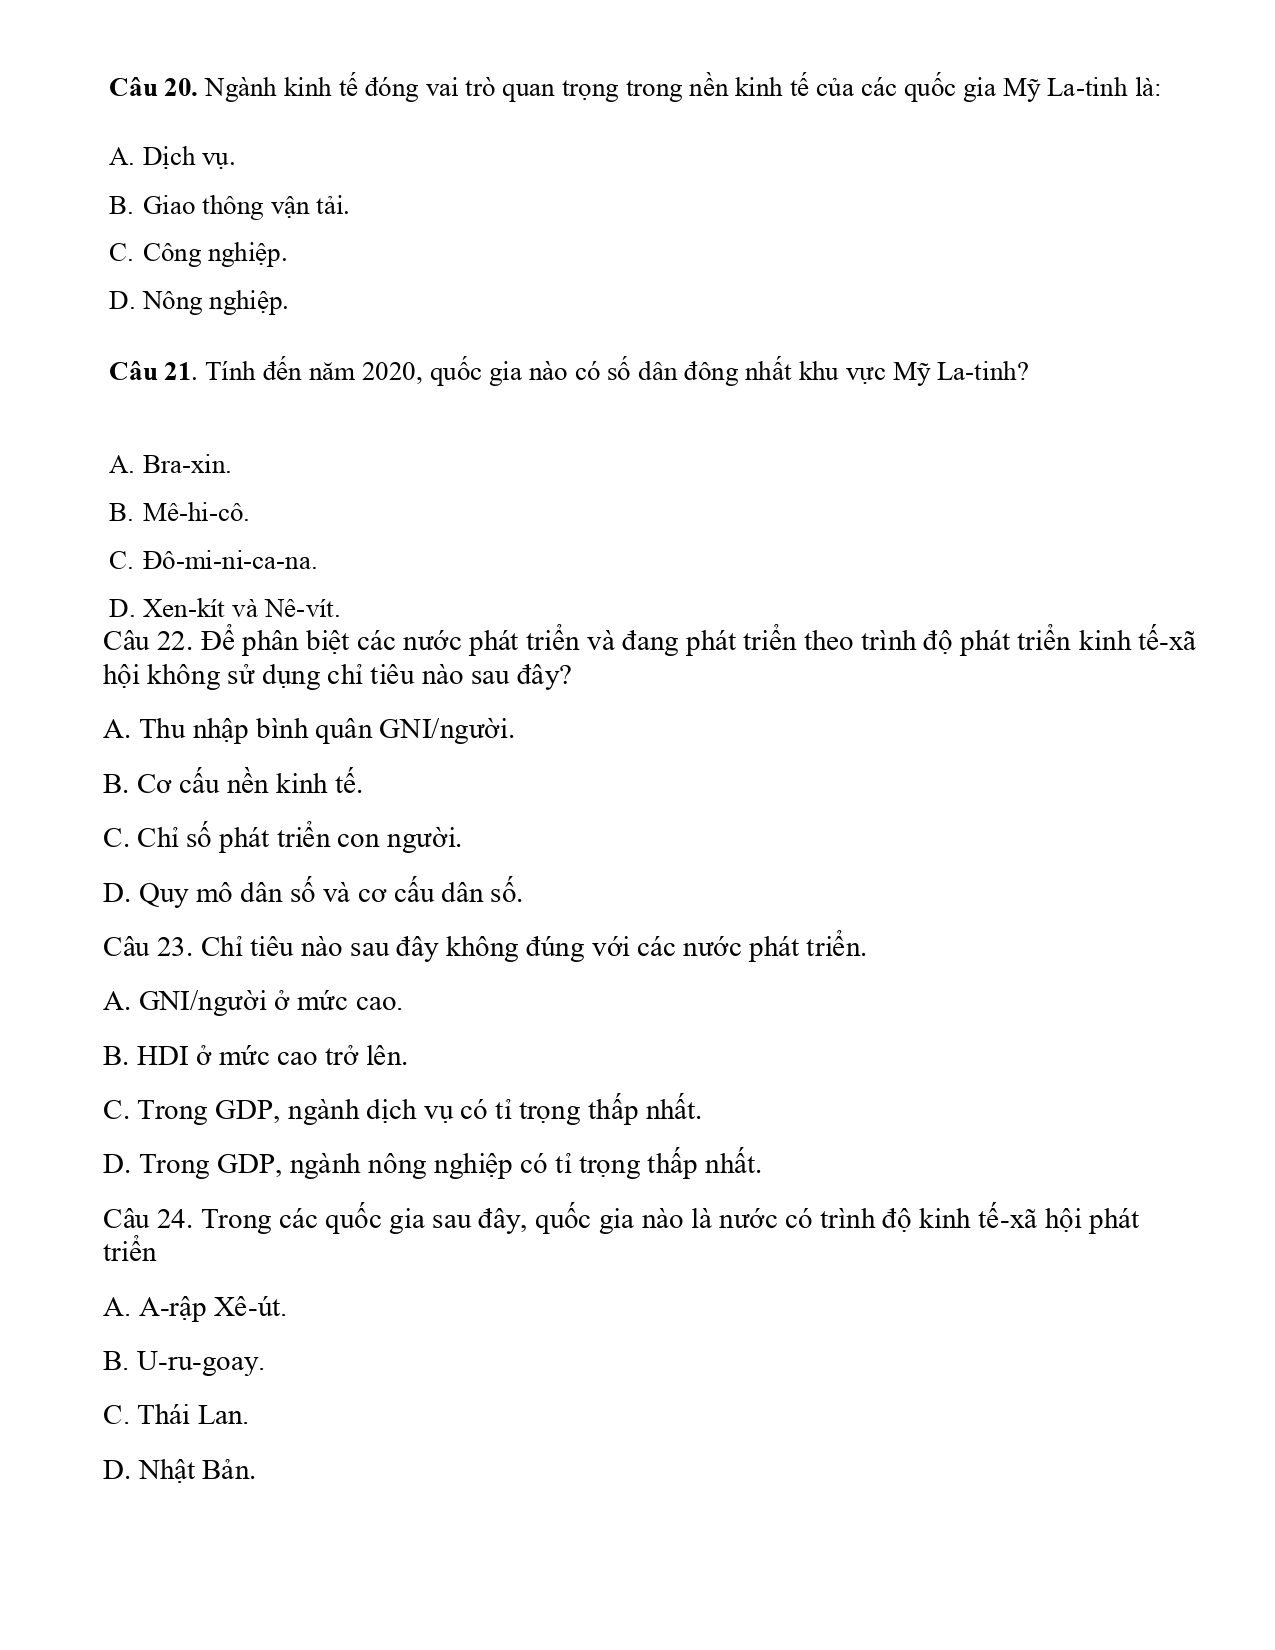 Câu 20. Ngành kinh tế đóng vai trò quan trọng trong nền kinh tế của các quốc gia Mỹ La-tinh là:
A. Dịch vụ.
B. Giao thông vận tải.
C. Công nghiệp.
D. Nông nghiệp.
Câu 21. Tính đến năm 2020, quốc gia nào có số dân đông nhất khu vực Mỹ La-tinh?
A. Bra-xin.
B. Mê-hi-cô.
C. Đô-mi-ni-ca-na.
D. Xen-kít và Nê-vít.
Câu 22. Để phân biệt các nước phát triển và đang phát triển theo trình độ phát triển kinh tế-xã
hội không sử dụng chỉ tiêu nào sau đây?
A. Thu nhập bình quân GNI/người.
B. Cơ cấu nền kinh tế.
C. Chỉ số phát triển con người.
D. Quy mô dân số và cơ cấu dân số.
Câu 23. Chỉ tiêu nào sau đây không đúng với các nước phát triển.
A. GNI/người ở mức cao.
B. HDI ở mức cao trở lên.
C. Trong GDP, ngành dịch vụ có tỉ trọng thấp nhất.
D. Trong GDP, ngành nông nghiệp có tỉ trọng thấp nhất.
Câu 24. Trong các quốc gia sau đây, quốc gia nào là nước có trình độ kinh tế-xã hội phát
triển
A. A-rập Xê-út.
B. U-ru-goay.
C. Thái Lan.
D. Nhật Bản.